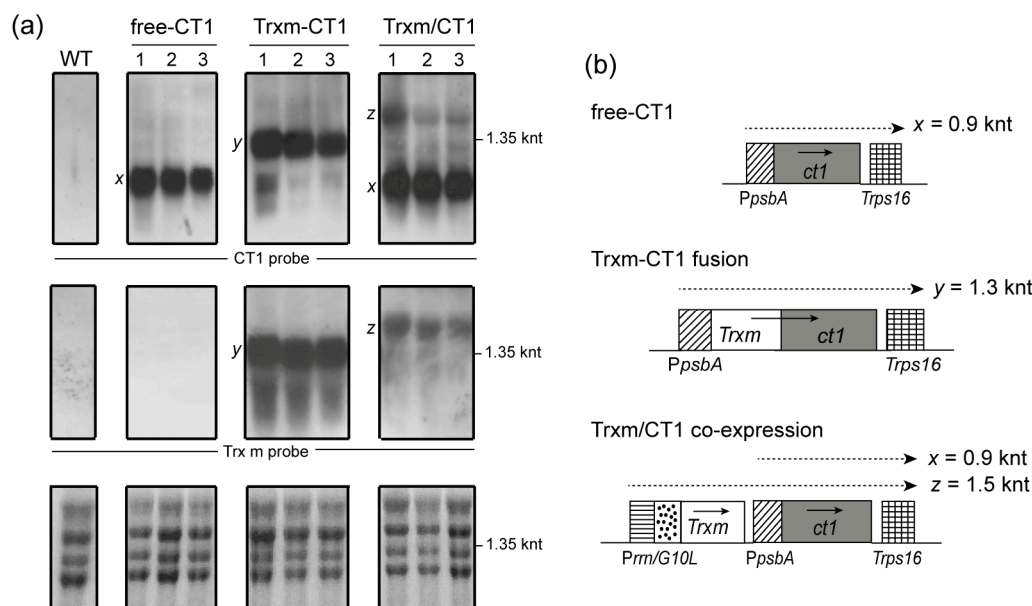 (a)
free-CT1 Trxm-CT1 Trxm/CT1
WT 1 2 3 1 2 3 1 2 3
z
y 1.35 knt
x x
CT1 probe
z
y 1.35 knt
Trx m probe
1.35 knt
(b)
free-CT1
x = 0.9 knt
ct1
PpsbA Trps16
Trxm-CT1 fusion
y = 1.3 knt
Trxm ct1
PpsbA Trps16
Trxm/CT1 co-expression
x = 0.9 knt
z = 1.5 knt
Trxm ct1
Prrn/G10L PpsbA Trps16